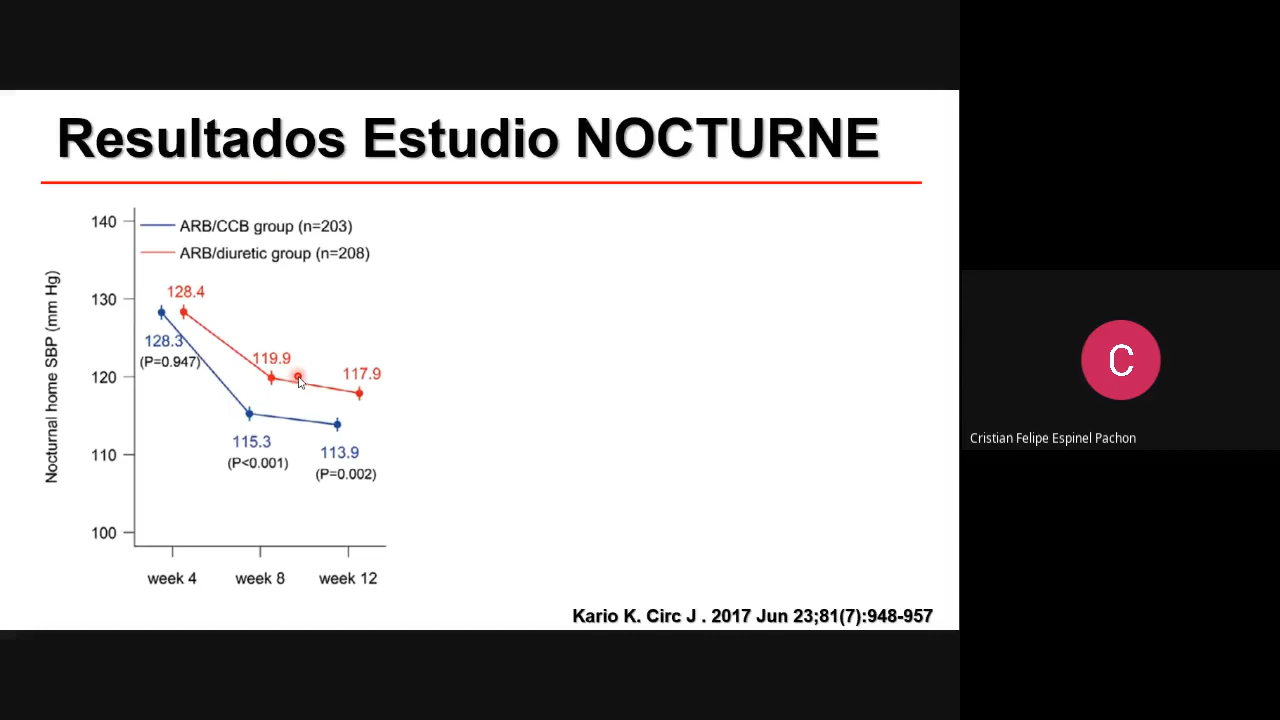 Resultados Estudio NOCTURNE
140
130
120
110
100
Nocturnal home SBP (mm Hg)
ARB/CCB group (n=203)
ARB/diuretic group (n=208)
128.4
128.3
(P=0.947)
119.9
117.9
115.3
(P<0.001)
113.9
(P=0.002)
week 4 week 8 week 12
Kario K. Circ J . 2017 Jun 23;81(7):948-957
C
Cristian Felipe Espinel Pachon